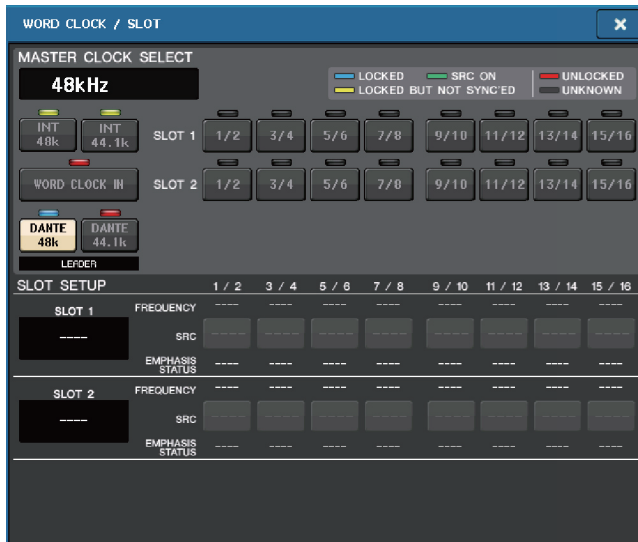 WORD CLOCK / SLOT
×
MASTER CLOCK SELECT
48kHz
LOCKED SRC ON UNLOCKED
LOCKED BUT NOT SYNC'ED UNKNOWN
INT 48k INT 44.1k SLOT 1 1/2 3/4 5/6 7/8 9/10 11/12 13/14 15/16
WORD CLOCK IN SLOT 2 1/2 3/4 5/6 7/8 9/10 11/12 13/14 15/16
DANTE 48k DANTE 44.1k
LEADER
SLOT SETUP 1 / 2 3 / 4 5 / 6 7 / 8 9 / 10 11 / 12 13 / 14 15 / 16
SLOT 1 FREQUENCY ---- ---- ---- ---- ---- ---- ---- ----
---- SRC ---- ---- ---- ---- ---- ---- ---- ----
EMPHASIS STATUS ---- ---- ---- ---- ---- ---- ---- ----
SLOT 2 FREQUENCY ---- ---- ---- ---- ---- ---- ---- ----
---- SRC ---- ---- ---- ---- ---- ---- ---- ----
EMPHASIS STATUS ---- ---- ---- ---- ---- ---- ---- ----